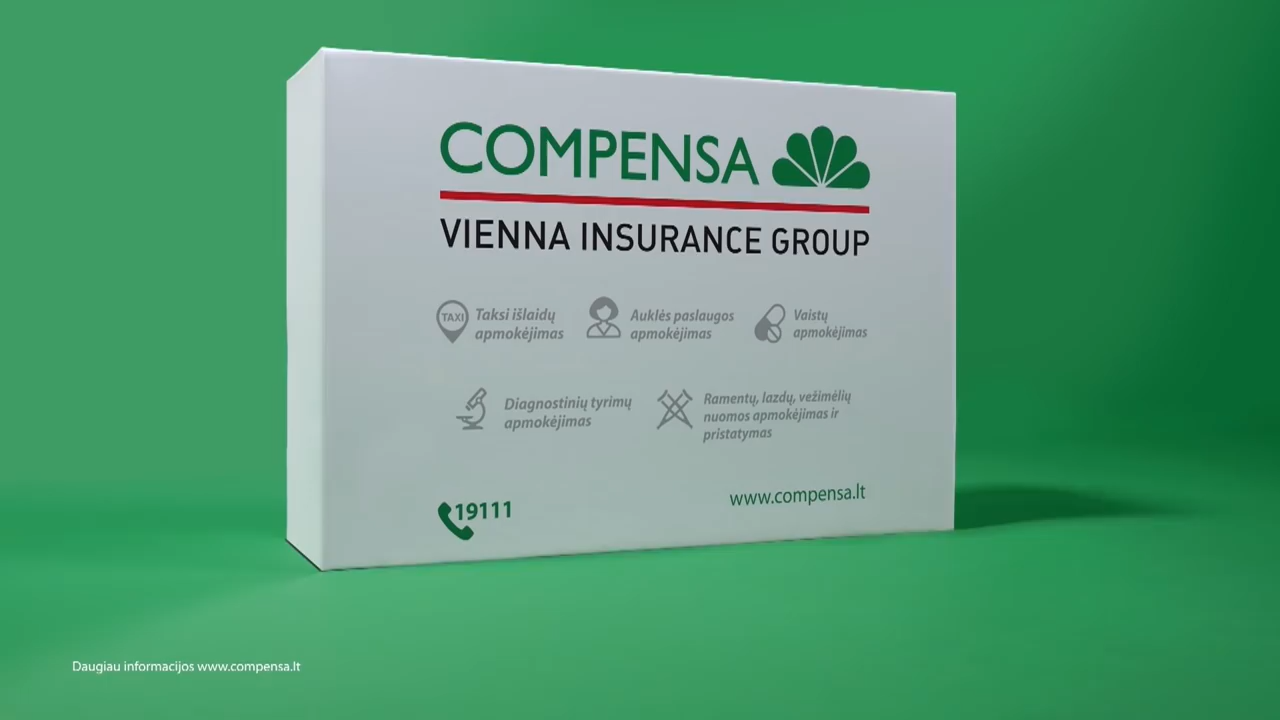 COMPENSA
VIENNA INSURANCE GROUP
TAXI
Taksi išlaidų
apmokėjimas
Auklės paslaugos
apmokėjimas
Vaistų
apmokėjimas
Diagnostinių tyrimų
apmokėjimas
Ramentų, lazdų, vežimėlių
nuomos apmokėjimas ir
pristatymas
19111
www.compensa.lt
Daugiau informacijos www.compensa.lt